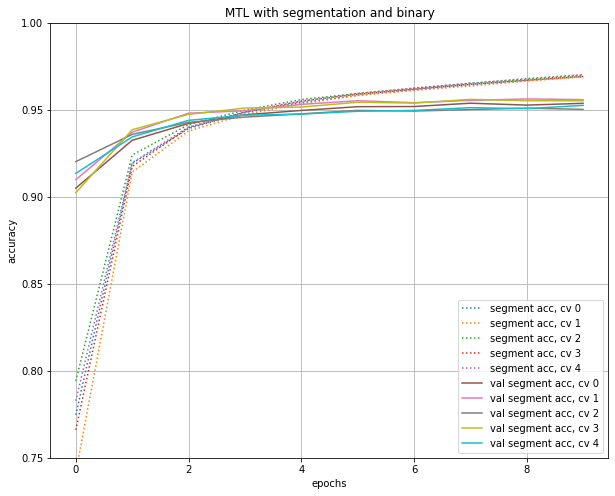 MTL with segmentation and binary
1.00
0.95
0.90
0.85
0.80
0.75
accuracy
segment acc, cv 0
segment acc, cv 1
segment acc, cv 2
segment acc, cv 3
segment acc, cv 4
val segment acc, cv 0
val segment acc, cv 1
val segment acc, cv 2
val segment acc, cv 3
val segment acc, cv 4
0 2 4 6 8
epochs